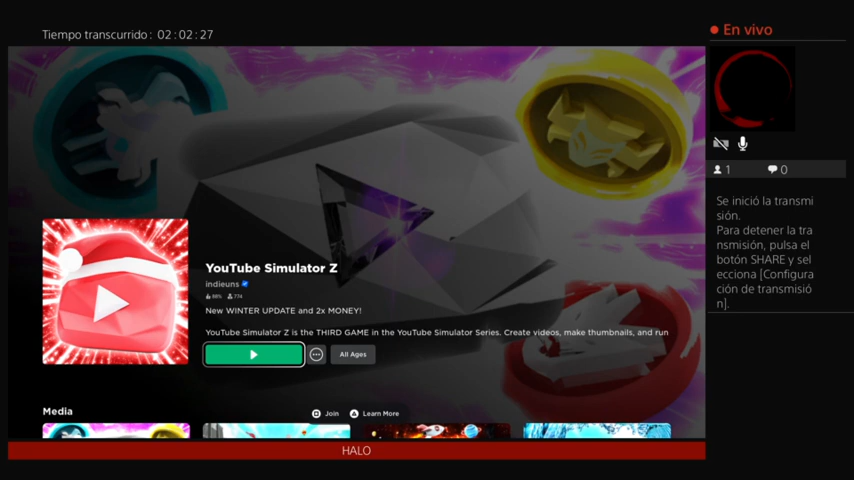 Tiempo transcurrido: 02:02:27
En vivo
1 0
Se inició la transmi
sión.
Para detener la tra
nsmisión, pulsa el
botón SHARE y sel
ecciona [Configura
ción de transmisió
n].
YouTube Simulator Z
indieuns
88% 774
New WINTER UPDATE and 2x MONEY!
YouTube Simulator Z is the THIRD GAME in the YouTube Simulator Series. Create videos, make thumbnails, and run
All Ages
Media
Join Learn More
HALO